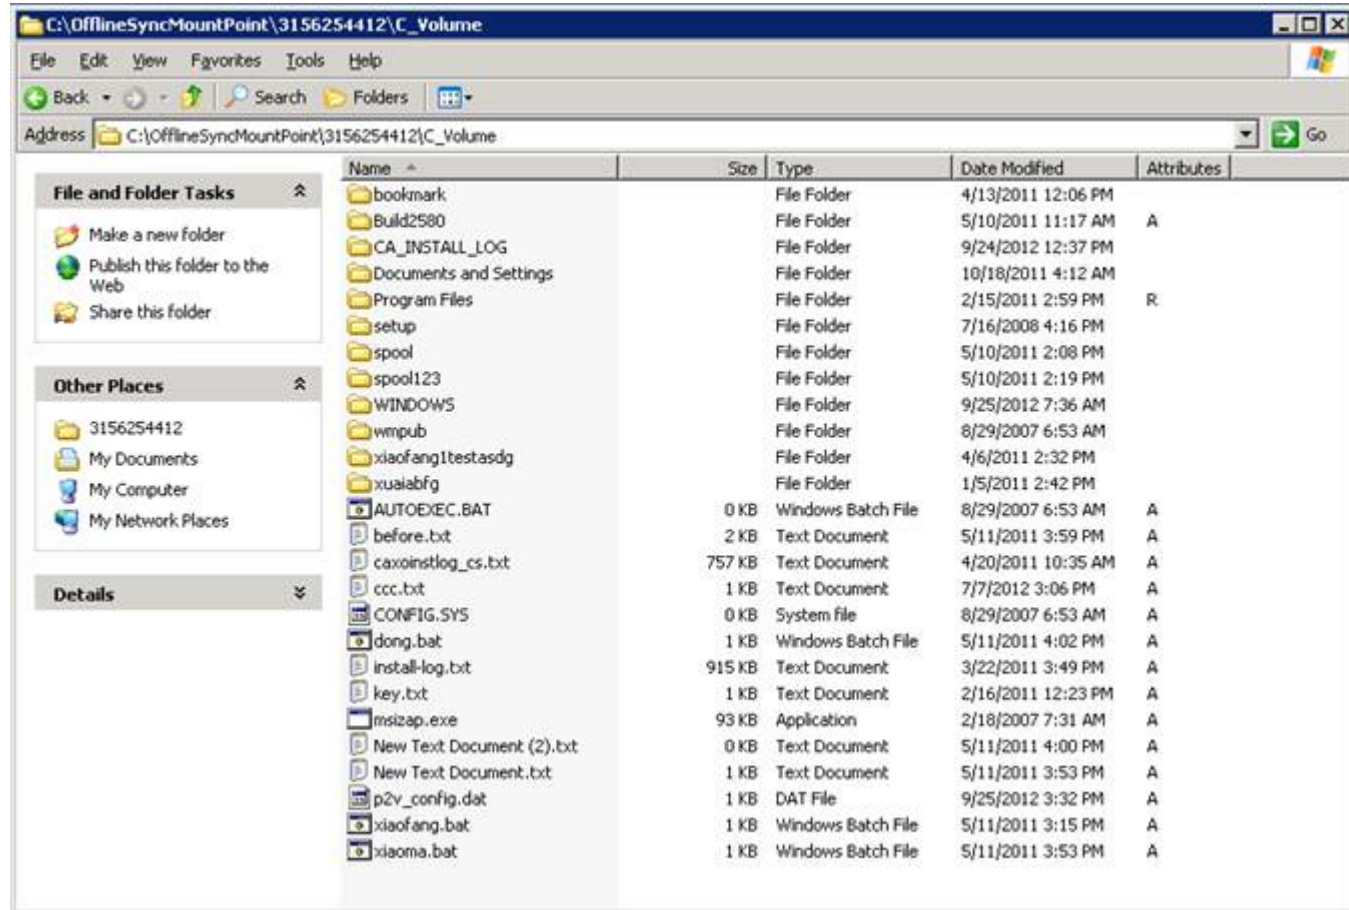 C:\OfflineSyncMountPoint\3156254412\C_Volume
File Edit View Favorites Tools Help
Back Search Folders
Address C:\OfflineSyncMountPoint\3156254412\C_Volume Go
File and Folder Tasks
Make a new folder
Publish this folder to the
Web
Share this folder
Other Places
3156254412
My Documents
My Computer
My Network Places
Details
Name Size Type Date Modified Attributes
bookmark File Folder 4/13/2011 12:06 PM
Build2580 File Folder 5/10/2011 11:17 AM A
CA_INSTALL_LOG File Folder 9/24/2012 12:37 PM
Documents and Settings File Folder 10/18/2011 4:12 AM
Program Files File Folder 2/15/2011 2:59 PM R
setup File Folder 7/16/2008 4:16 PM
spool File Folder 5/10/2011 2:08 PM
spool123 File Folder 5/10/2011 2:19 PM
WINDOWS File Folder 9/25/2012 7:36 AM
wmpub File Folder 8/29/2007 6:53 AM
xiaofang1testasdg File Folder 4/6/2011 2:32 PM
xuaiabfg File Folder 1/5/2011 2:42 PM
AUTOEXEC.BAT 0 KB Windows Batch File 8/29/2007 6:53 AM A
before.txt 2 KB Text Document 5/11/2011 3:59 PM A
caxoinstlog_cs.txt 757 KB Text Document 4/20/2011 10:35 AM A
ccc.txt 1 KB Text Document 7/7/2012 3:06 PM A
CONFIG.SYS 0 KB System file 8/29/2007 6:53 AM A
dong.bat 1 KB Windows Batch File 5/11/2011 4:02 PM A
install-log.txt 915 KB Text Document 3/22/2011 3:49 PM A
key.txt 1 KB Text Document 2/16/2011 12:23 PM A
msizap.exe 93 KB Application 2/18/2007 7:31 AM A
New Text Document (2).txt 0 KB Text Document 5/11/2011 4:00 PM A
New Text Document.txt 1 KB Text Document 5/11/2011 3:53 PM A
p2v_config.dat 1 KB DAT File 9/25/2012 3:32 PM A
xiaofang.bat 1 KB Windows Batch File 5/11/2011 3:15 PM A
xiaoma.bat 1 KB Windows Batch File 5/11/2011 3:53 PM A